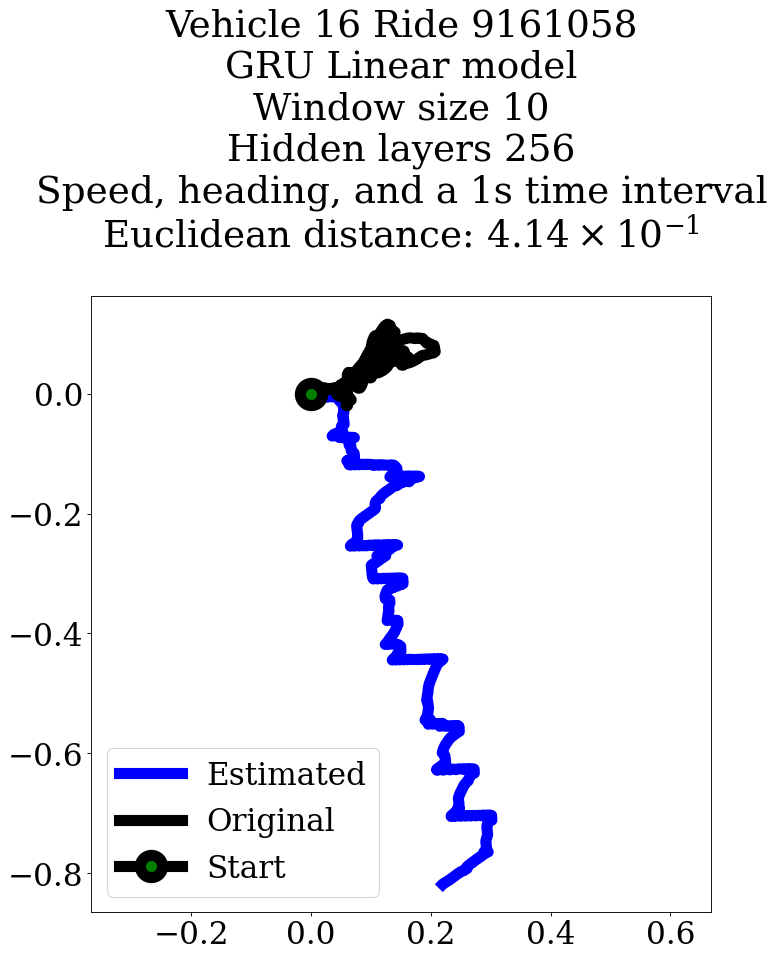 Vehicle 16 Ride 9161058
GRU Linear model
Window size 10
Hidden layers 256
Speed, heading, and a 1s time interval
Euclidean distance: 4.14 × 10⁻¹
0.0
−0.2
−0.4
−0.6
−0.8
Estimated
Original
Start
−0.2 0.0 0.2 0.4 0.6